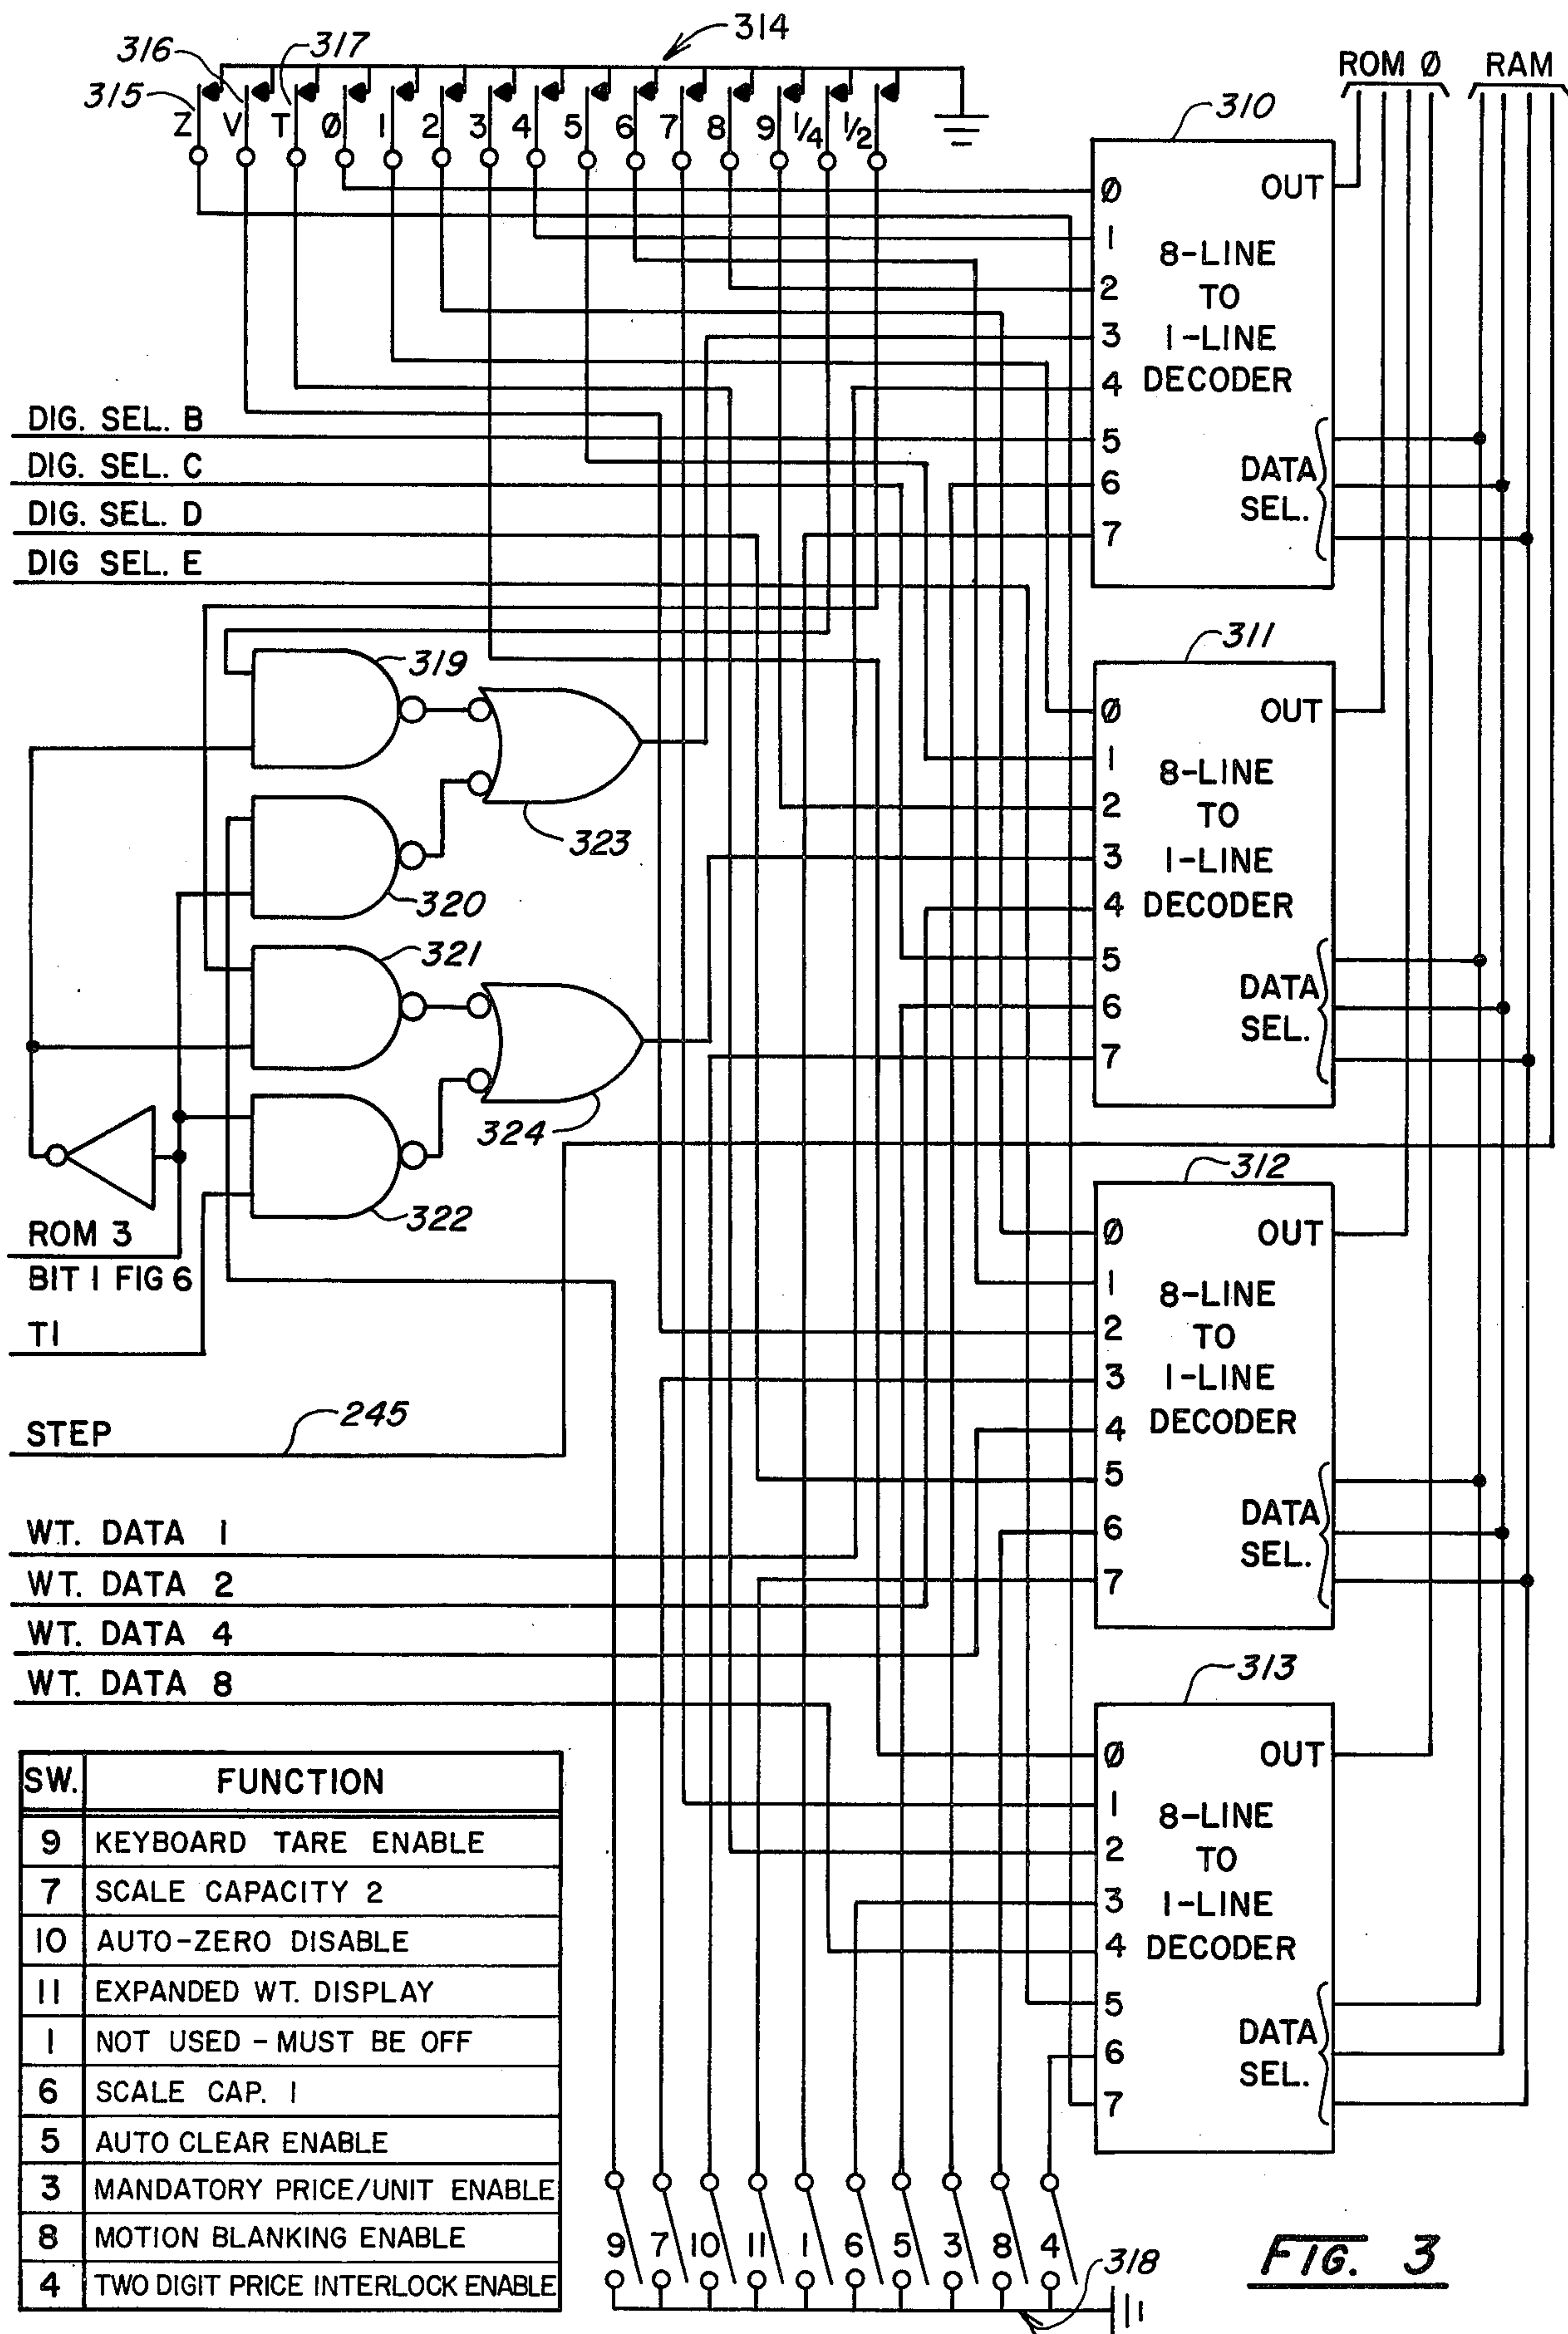 314
316
317
315
Z V T Ø 1 2 3 4 5 6 7 8 9 1/4 1/2
ROM Ø
RAM
310
Ø OUT
1
8-LINE
2 TO
3 1-LINE
4 DECODER
5
6 DATA
SEL.
7
DIG. SEL. B
DIG. SEL. C
DIG. SEL. D
DIG SEL. E
319
323
320
321
324
322
311
Ø OUT
1 8-LINE
2 TO
3 1-LINE
4 DECODER
5
6 DATA
SEL.
7
ROM 3
BIT 1 FIG 6
T1
STEP
245
312
Ø OUT
1 8-LINE
2 TO
3 1-LINE
4 DECODER
5
6 DATA
SEL.
7
WT. DATA 1
WT. DATA 2
WT. DATA 4
WT. DATA 8
313
Ø OUT
1 8-LINE
2 TO
3 1-LINE
4 DECODER
5
6 DATA
SEL.
7
SW. FUNCTION
9 KEYBOARD TARE ENABLE
7 SCALE CAPACITY 2
10 AUTO-ZERO DISABLE
11 EXPANDED WT. DISPLAY
1 NOT USED - MUST BE OFF
6 SCALE CAP. 1
5 AUTO CLEAR ENABLE
3 MANDATORY PRICE/UNIT ENABLE
8 MOTION BLANKING ENABLE
4 TWO DIGIT PRICE INTERLOCK ENABLE
9 7 10 11 1 6 5 3 8 4
318
FIG. 3